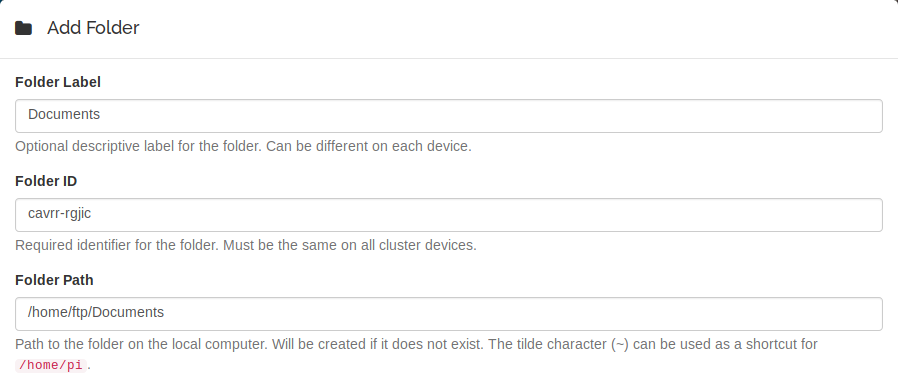 Add Folder
Folder Label
Documents
Optional descriptive label for the folder. Can be different on each device.
Folder ID
cavrr-rgjic
Required identifier for the folder. Must be the same on all cluster devices.
Folder Path
/home/ftp/Documents
Path to the folder on the local computer. Will be created if it does not exist. The tilde character (~) can be used as a shortcut for
/home/pi .